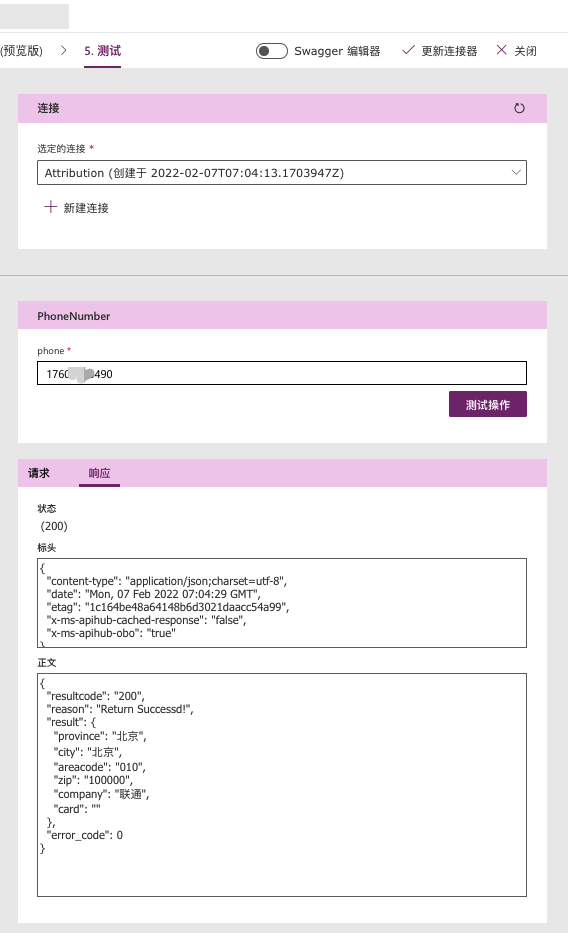 (预览版) > 5. 测试 Swagger 编辑器 更新连接器 关闭
连接
选定的连接 *
Attribution (创建于 2022-02-07T07:04:13.1703947Z)
新建连接
PhoneNumber
phone *
1760 490
测试操作
请求 响应
状态
(200)
标头
{
"content-type": "application/json;charset=utf-8",
"date": "Mon, 07 Feb 2022 07:04:29 GMT",
"etag": "1c164be48a64148b6d3021daacc54a99",
"x-ms-apihub-cached-response": "false",
"x-ms-apihub-obo": "true"
}
正文
{
"resultcode": "200",
"reason": "Return Successd!",
"result": {
"province": "北京",
"city": "北京",
"areacode": "010",
"zip": "100000",
"company": "联通",
"card": ""
},
"error_code": 0
}